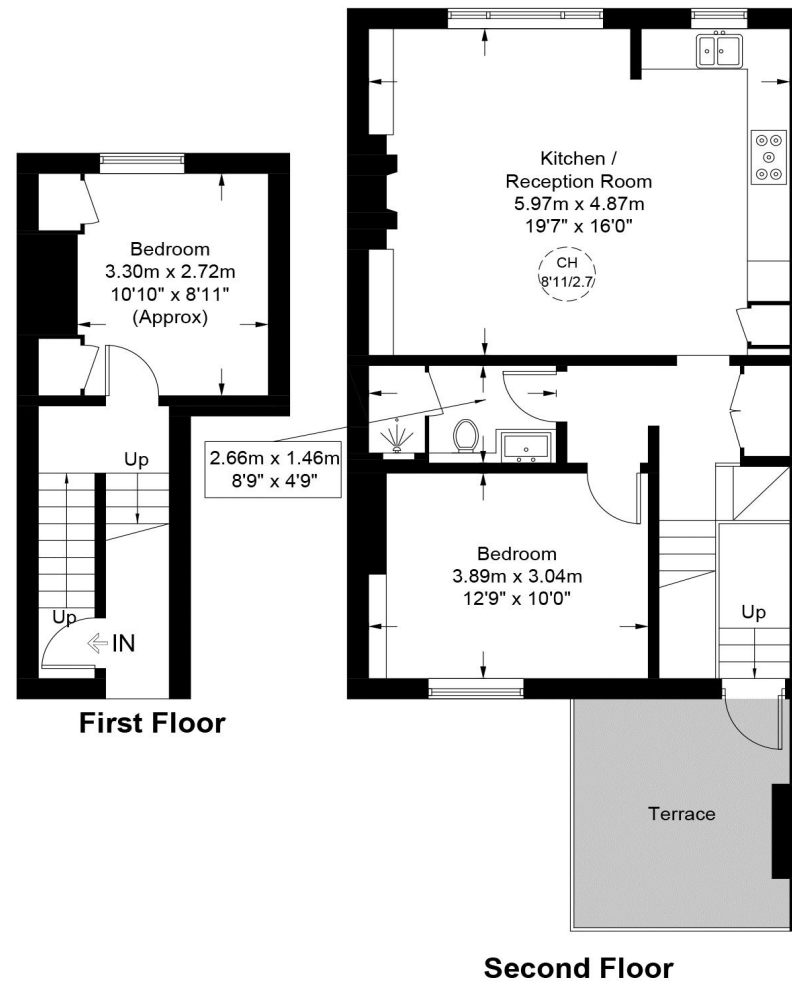 Kitchen /
Reception Room
5.97m x 4.87m
19'7" x 16'0"
CH
8'11/2.7
Bedroom
3.30m x 2.72m
10'10" x 8'11"
(Approx)
Up
Up
IN
First Floor
2.66m x 1.46m
8'9" x 4'9"
Bedroom
3.89m x 3.04m
12'9" x 10'0"
Up
Terrace
Second Floor